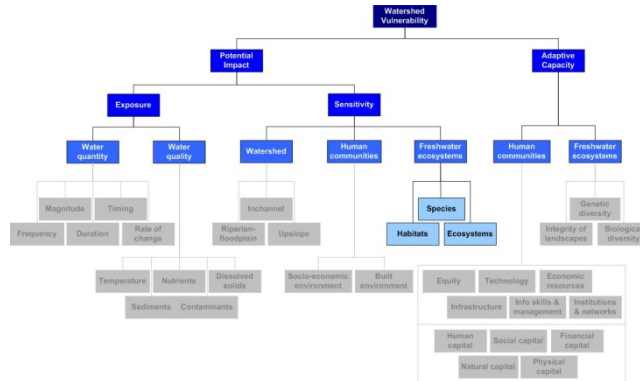 Watershed
Vulnerability
Potential
Impact
Adaptive
Capacity
Exposure
Sensitivity
Water
quantity
Water
quality
Watershed
Human
communities
Freshwater
ecosystems
Human
communities
Freshwater
ecosystems
Magnitude
Timing
Frequency
Duration
Rate of
change
Inchannel
Riparian-
floodplain
Upslope
Species
Habitats
Ecosystems
Genetic
diversity
Integrity of
landscapes
Biological
diversity
Temperature
Nutrients
Dissolved
solids
Sediments
Contaminants
Socio-economic
environment
Built
environment
Equity
Technology
Economic
resources
Infrastructure
Info skills &
management
Institutions
& networks
Human
capital
Social capital
Financial
capital
Natural capital
Physical
capital